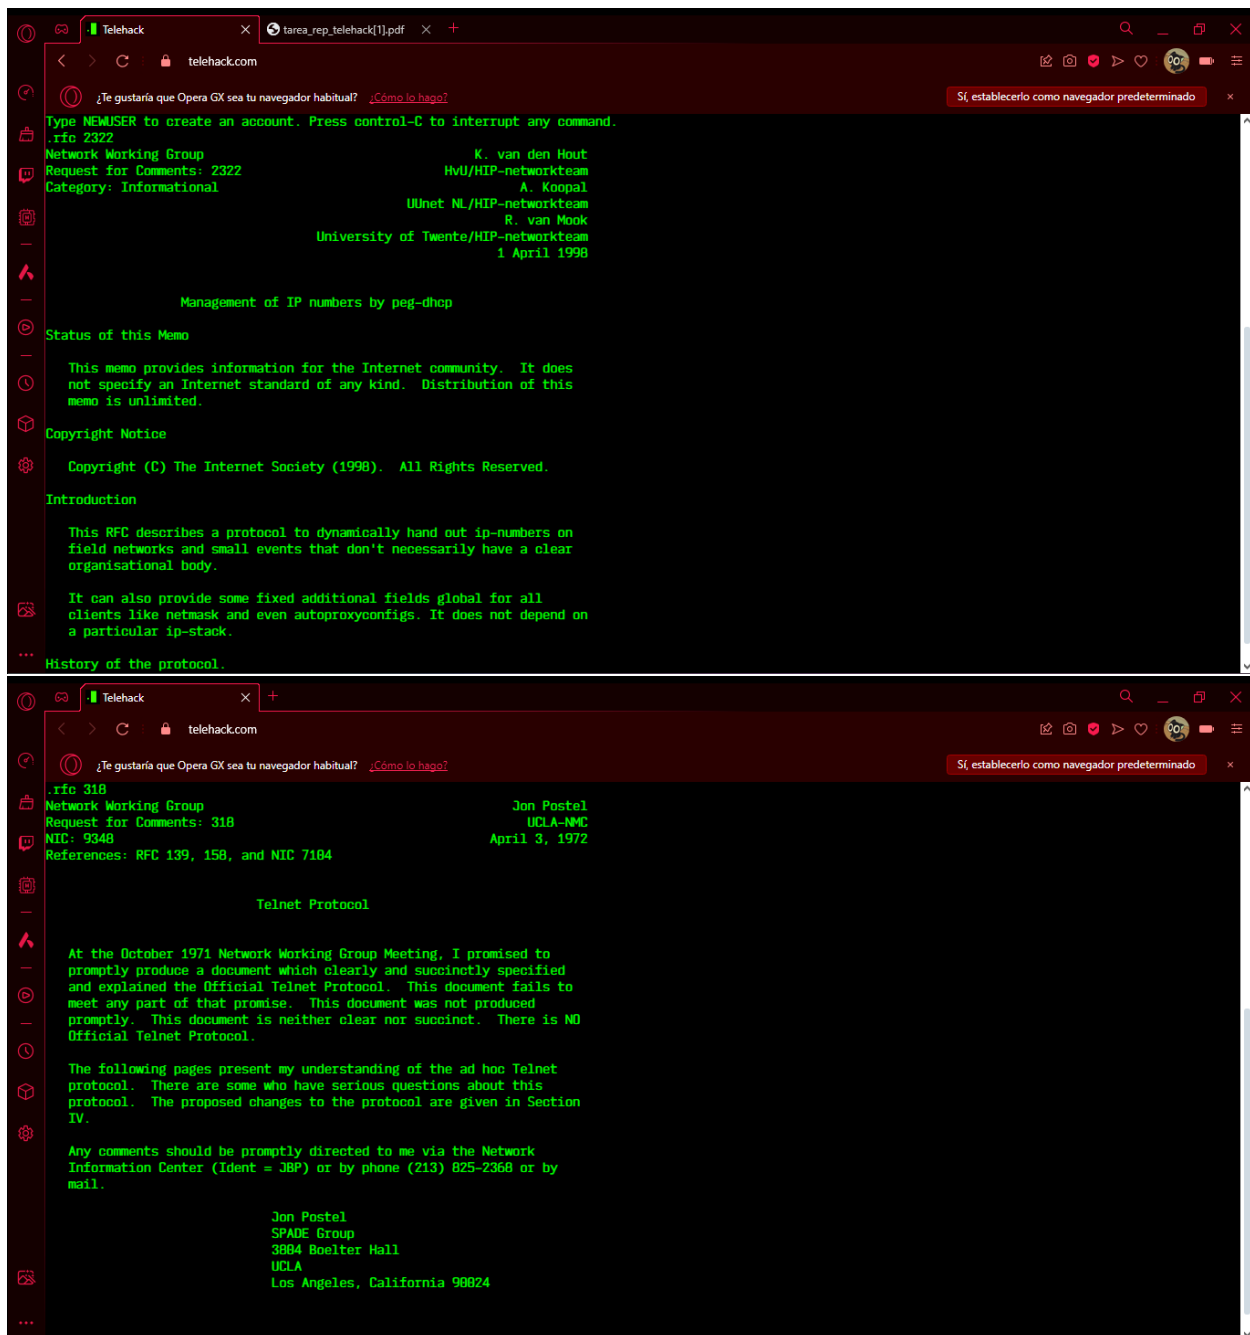 Telehack
tarea_rep_telehack[1].pdf
telehack.com
¿Te gustaría que Opera GX sea tu navegador habitual? ¿Cómo lo hago? Sí, establecerlo como navegador predeterminado
Type NEWUSER to create an account. Press control-C to interrupt any command.
.rfc 2322
Network Working Group K. van den Hout
Request for Comments: 2322 HvU/HIP-networkteam
Category: Informational A. Koopal
UUnet NL/HIP-networkteam
R. van Mook
University of Twente/HIP-networkteam
1 April 1998
Management of IP numbers by peg-dhcp
Status of this Memo
This memo provides information for the Internet community. It does
not specify an Internet standard of any kind. Distribution of this
memo is unlimited.
Copyright Notice
Copyright (C) The Internet Society (1998). All Rights Reserved.
Introduction
This RFC describes a protocol to dynamically hand out ip-numbers on
field networks and small events that don't necessarily have a clear
organisational body.
It can also provide some fixed additional fields global for all
clients like netmask and even autoproxyconfigs. It does not depend on
a particular ip-stack.
History of the protocol.
Telehack
telehack.com
¿Te gustaría que Opera GX sea tu navegador habitual? ¿Cómo lo hago? Sí, establecerlo como navegador predeterminado
.rfc 318
Network Working Group Jon Postel
Request for Comments: 318 UCLA-NMC
NIC: 9348 April 3, 1972
References: RFC 139, 158, and NIC 7104
Telnet Protocol
At the October 1971 Network Working Group Meeting, I promised to
promptly produce a document which clearly and succinctly specified
and explained the Official Telnet Protocol. This document fails to
meet any part of that promise. This document was not produced
promptly. This document is neither clear nor succinct. There is NO
Official Telnet Protocol.
The following pages present my understanding of the ad hoc Telnet
protocol. There are some who have serious questions about this
protocol. The proposed changes to the protocol are given in Section
IV.
Any comments should be promptly directed to me via the Network
Information Center (Ident = JBP) or by phone (213) 825-2368 or by
mail.
Jon Postel
SPADE Group
3804 Boelter Hall
UCLA
Los Angeles, California 90024